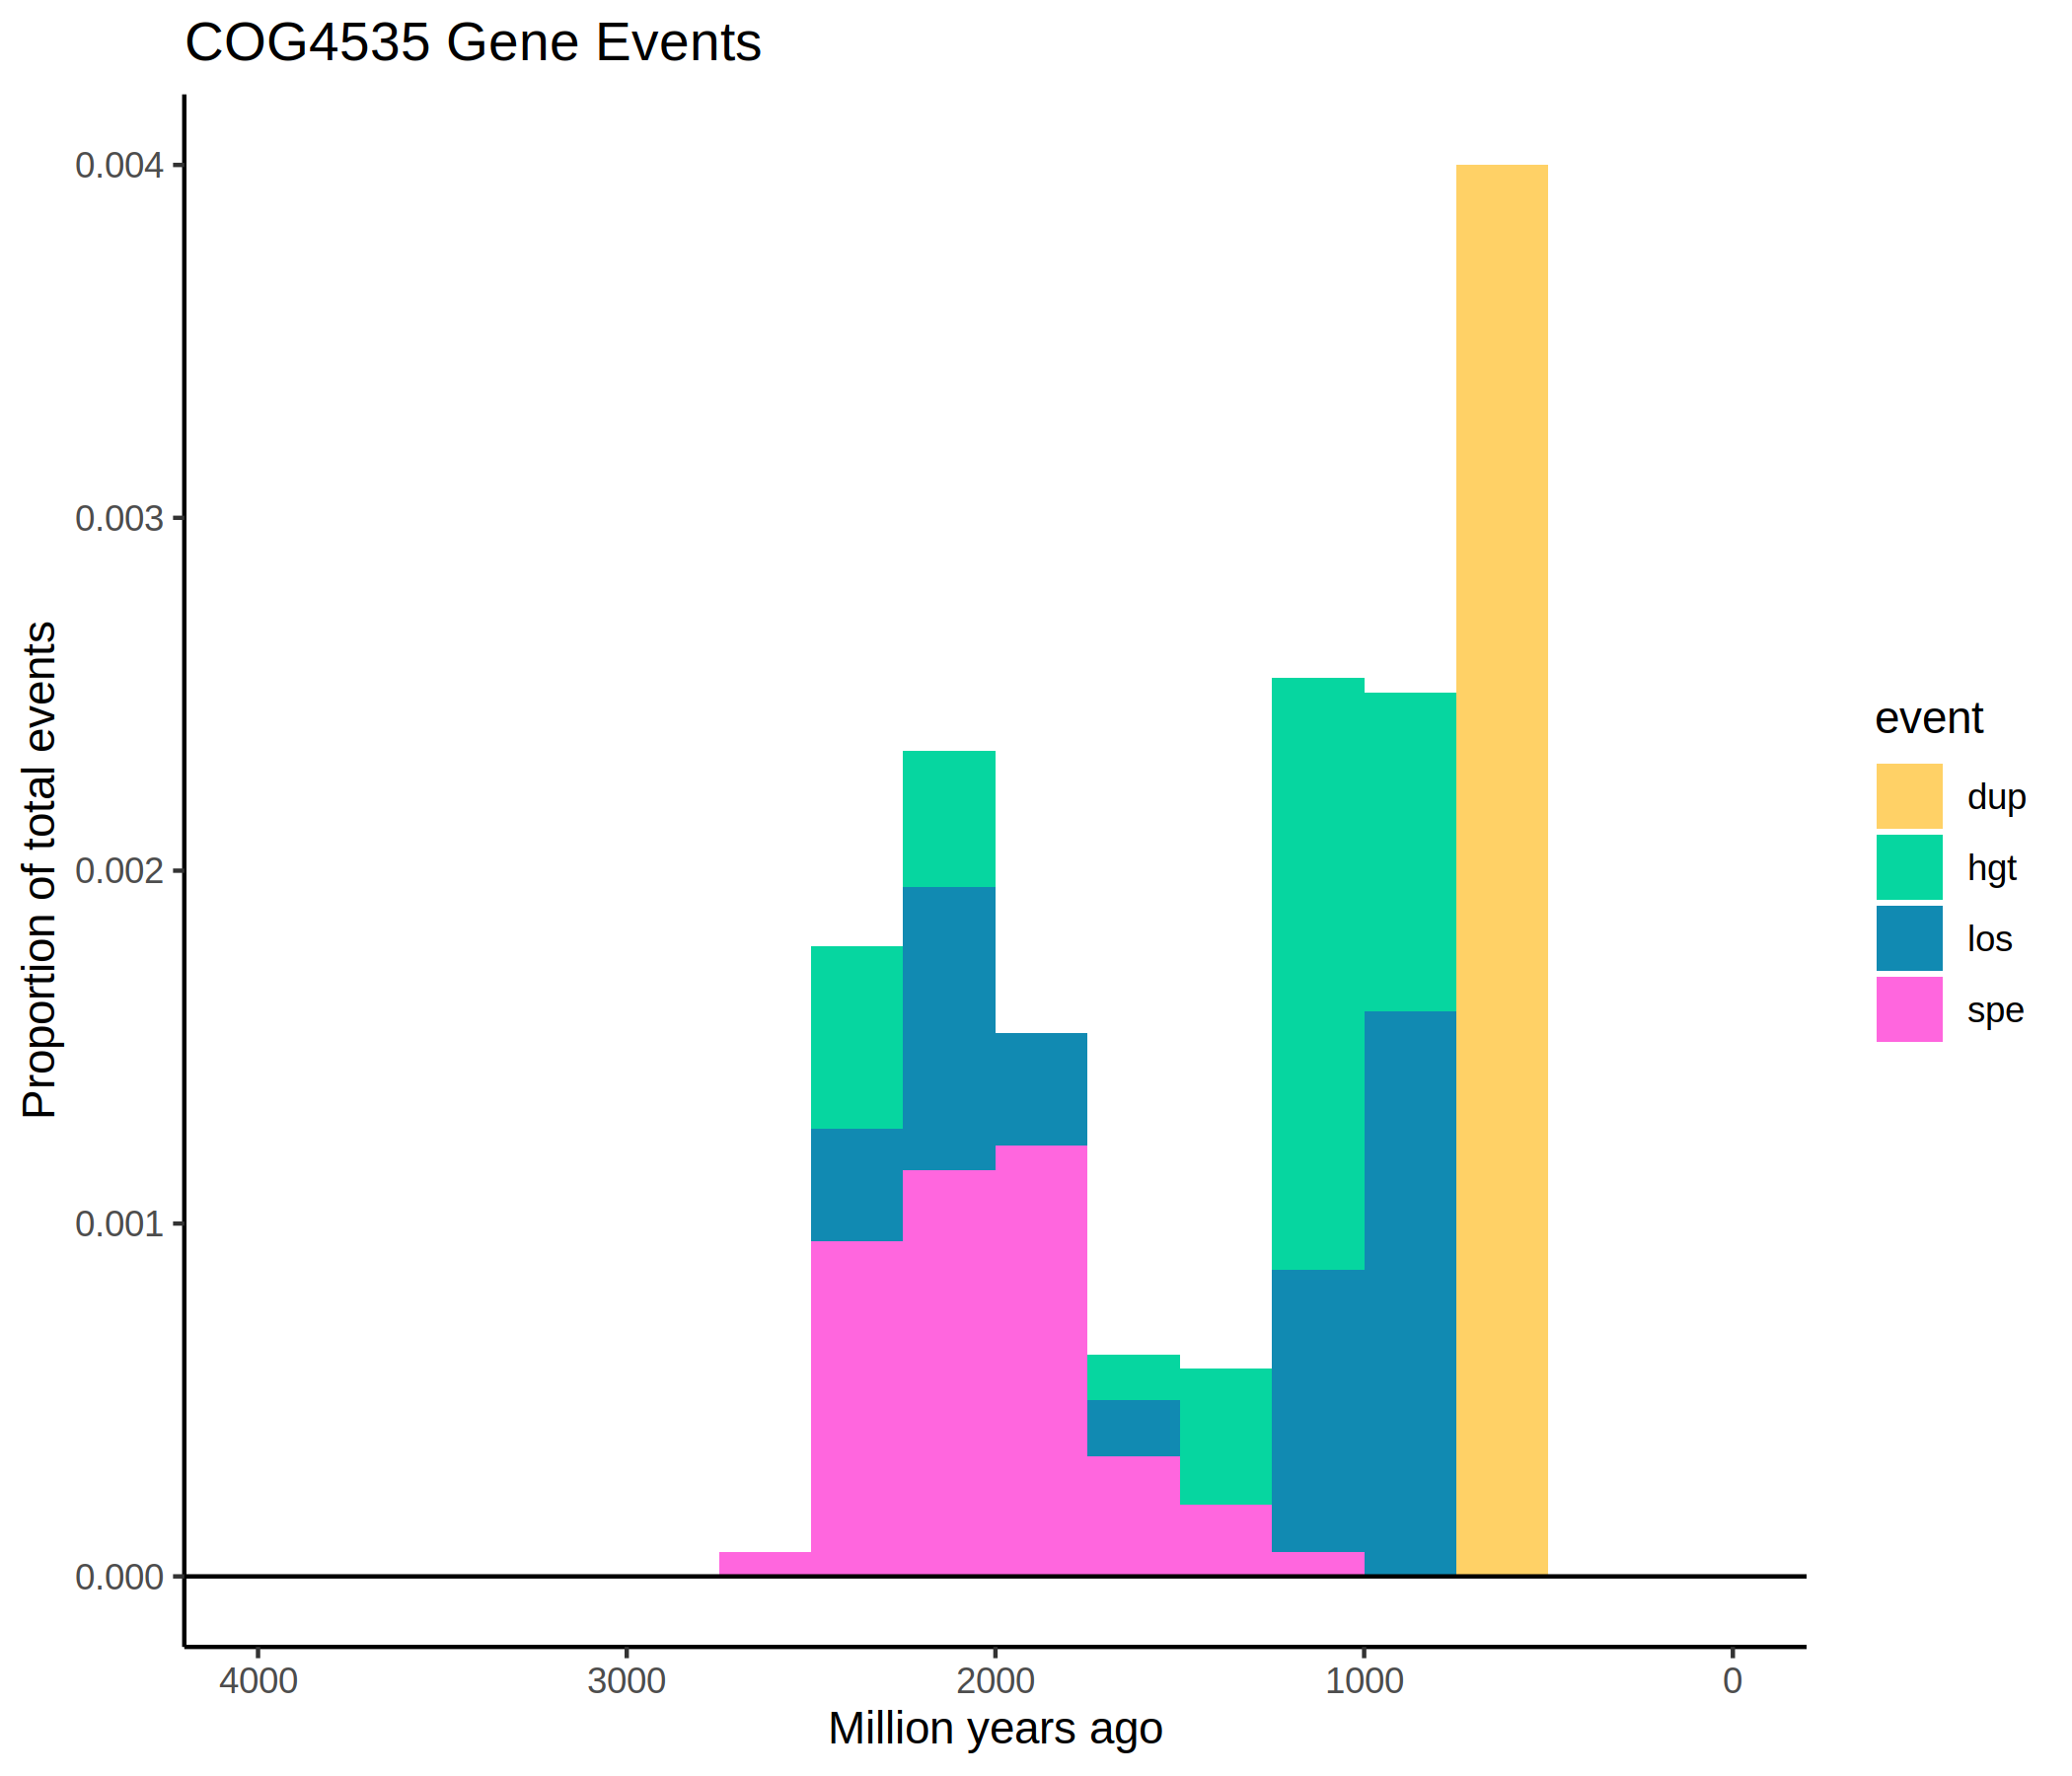 COG4535 Gene Events
Proportion of total events
0.004
0.003
0.002
0.001
0.000
4000 3000 2000 1000 0
Million years ago
event
dup
hgt
los
spe